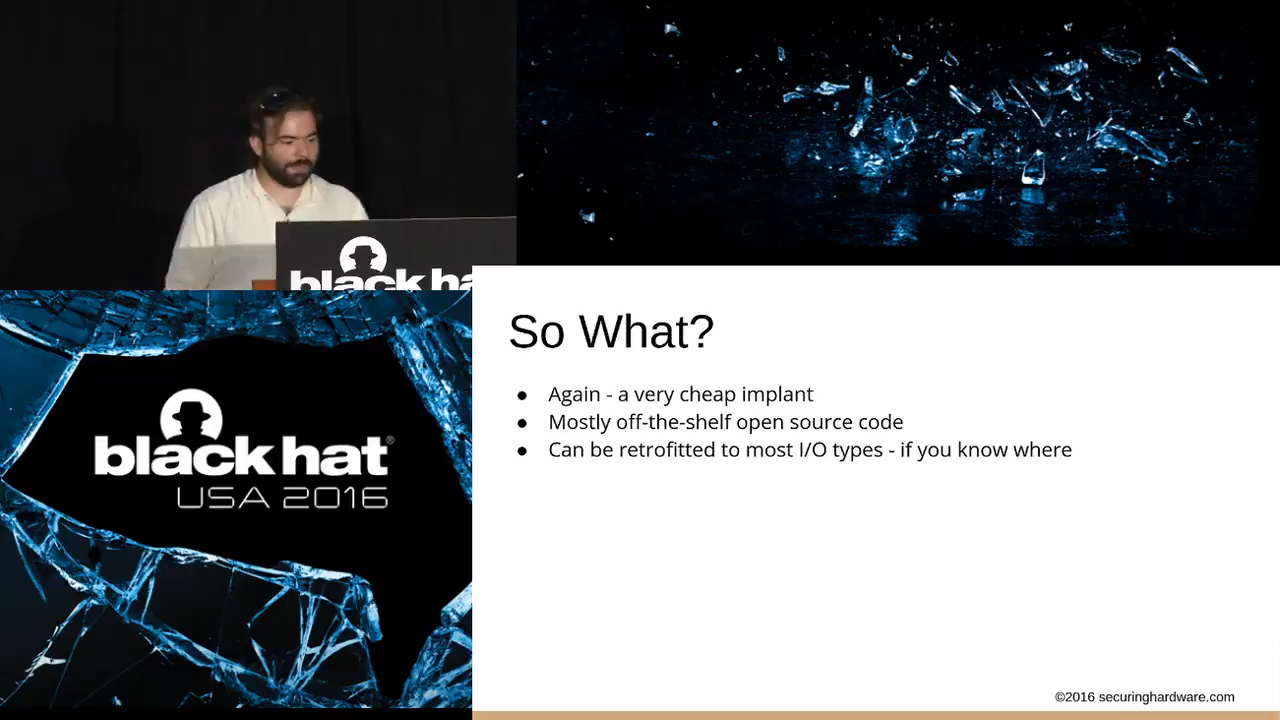 black ha
So What?
● Again - a very cheap implant
● Mostly off-the-shelf open source code
● Can be retrofitted to most I/O types - if you know where
black hat®
USA 2016
©2016 securinghardware.com